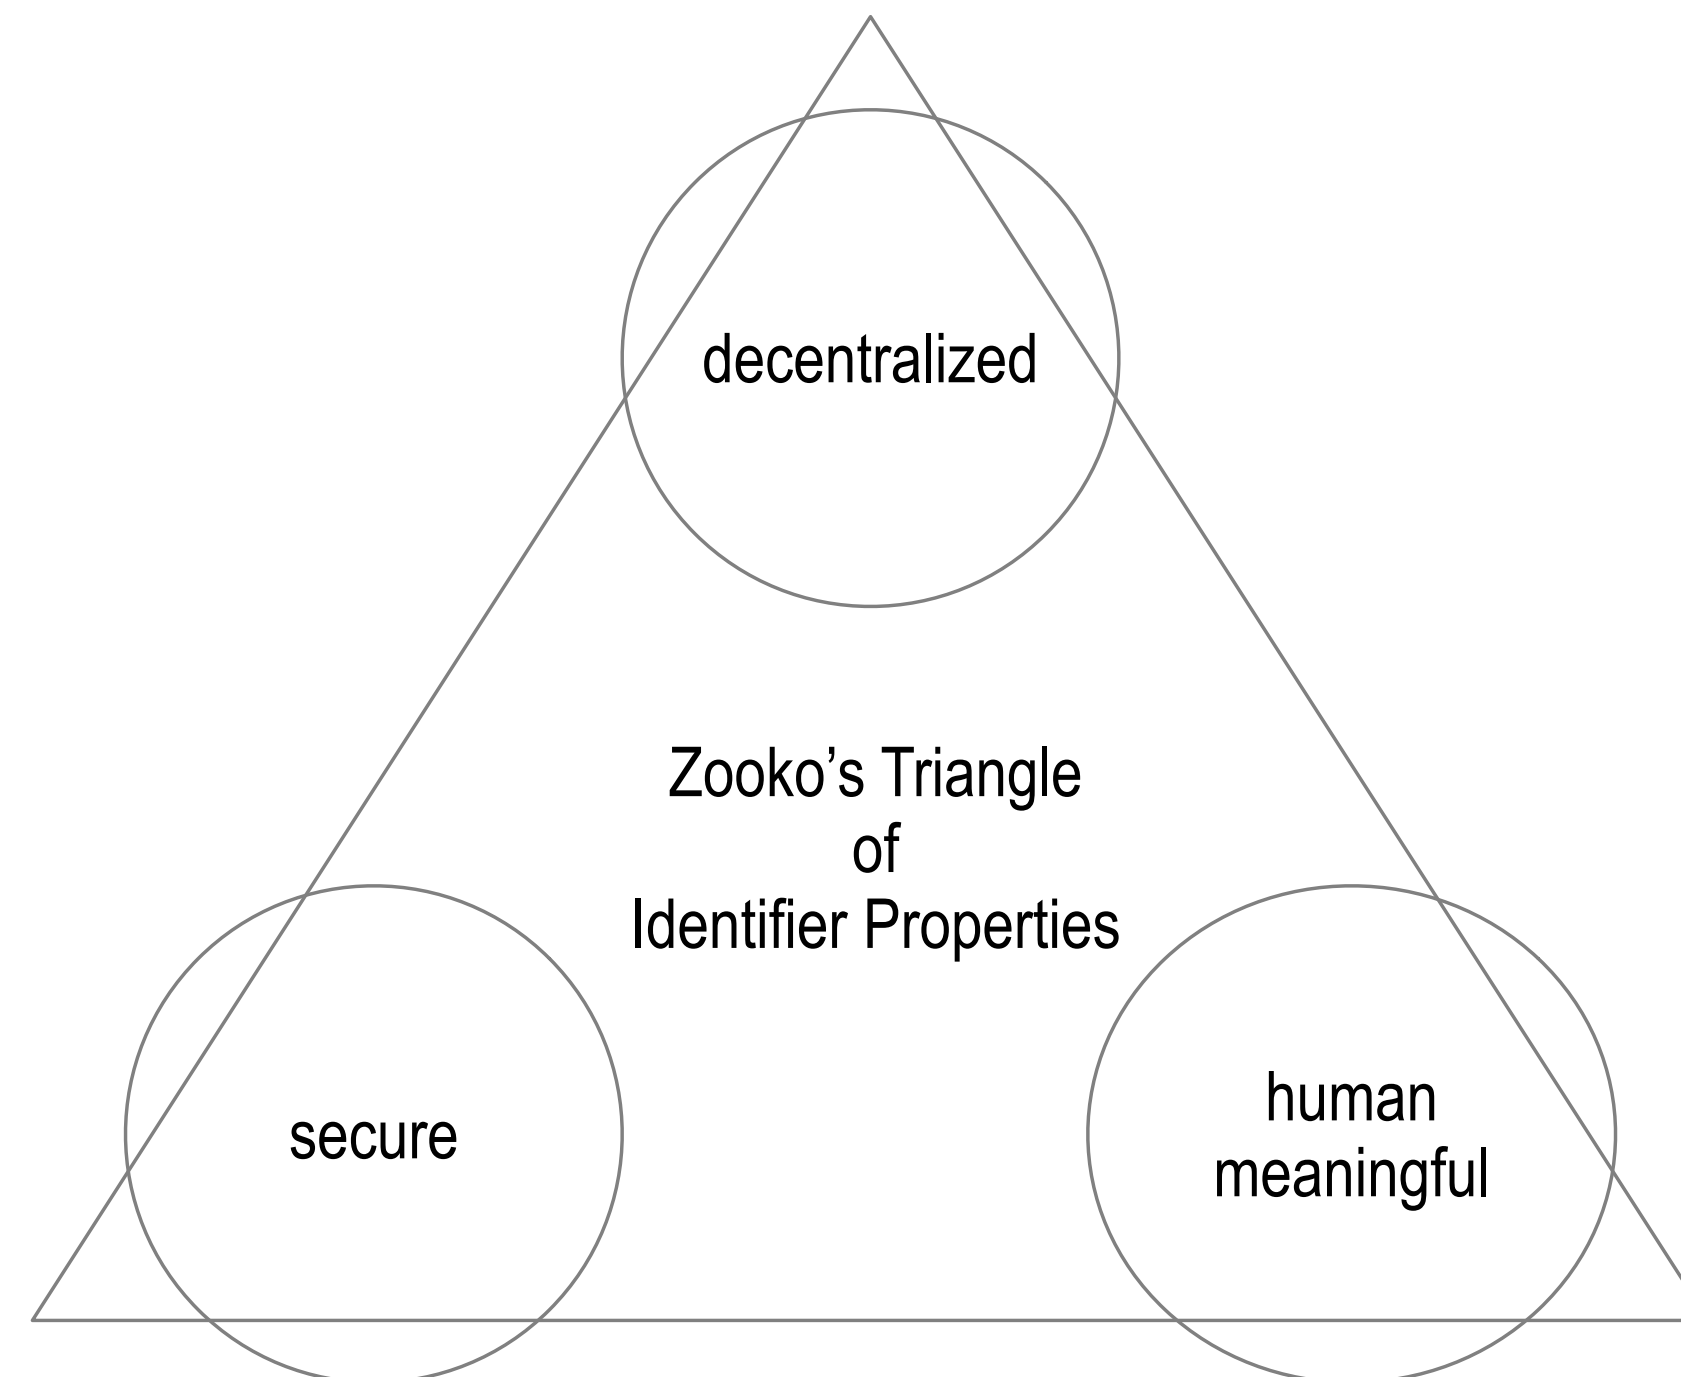 decentralized
Zooko’s Triangle
of
Identifier Properties
secure
human
meaningful